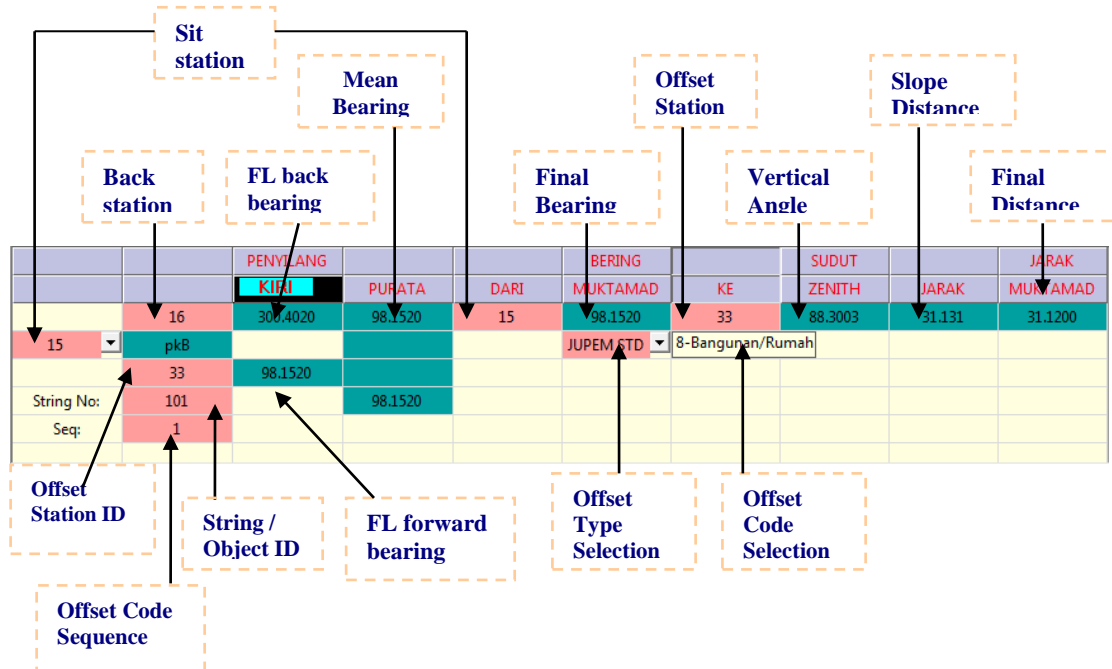 Sit
station
Mean
Bearing
Offset
Station
Slope
Distance
Back
station
FL back
bearing
Final
Bearing
Vertical
Angle
Final
Distance
PENYILANG BERING SUDUT JARAK
KIRI PURATA DARI MUKTAMAD KE ZENITH JARAK MUKTAMAD
16 300.4020 98.1520 15 98.1520 33 88.3003 31.131 31.1200
15 pkB JUPEM STD 8-Bangunan/Rumah
33 98.1520
String No: 101 98.1520
Seq: 1
Offset
Station ID
String /
Object ID
FL forward
bearing
Offset
Type
Selection
Offset
Code
Selection
Offset Code
Sequence